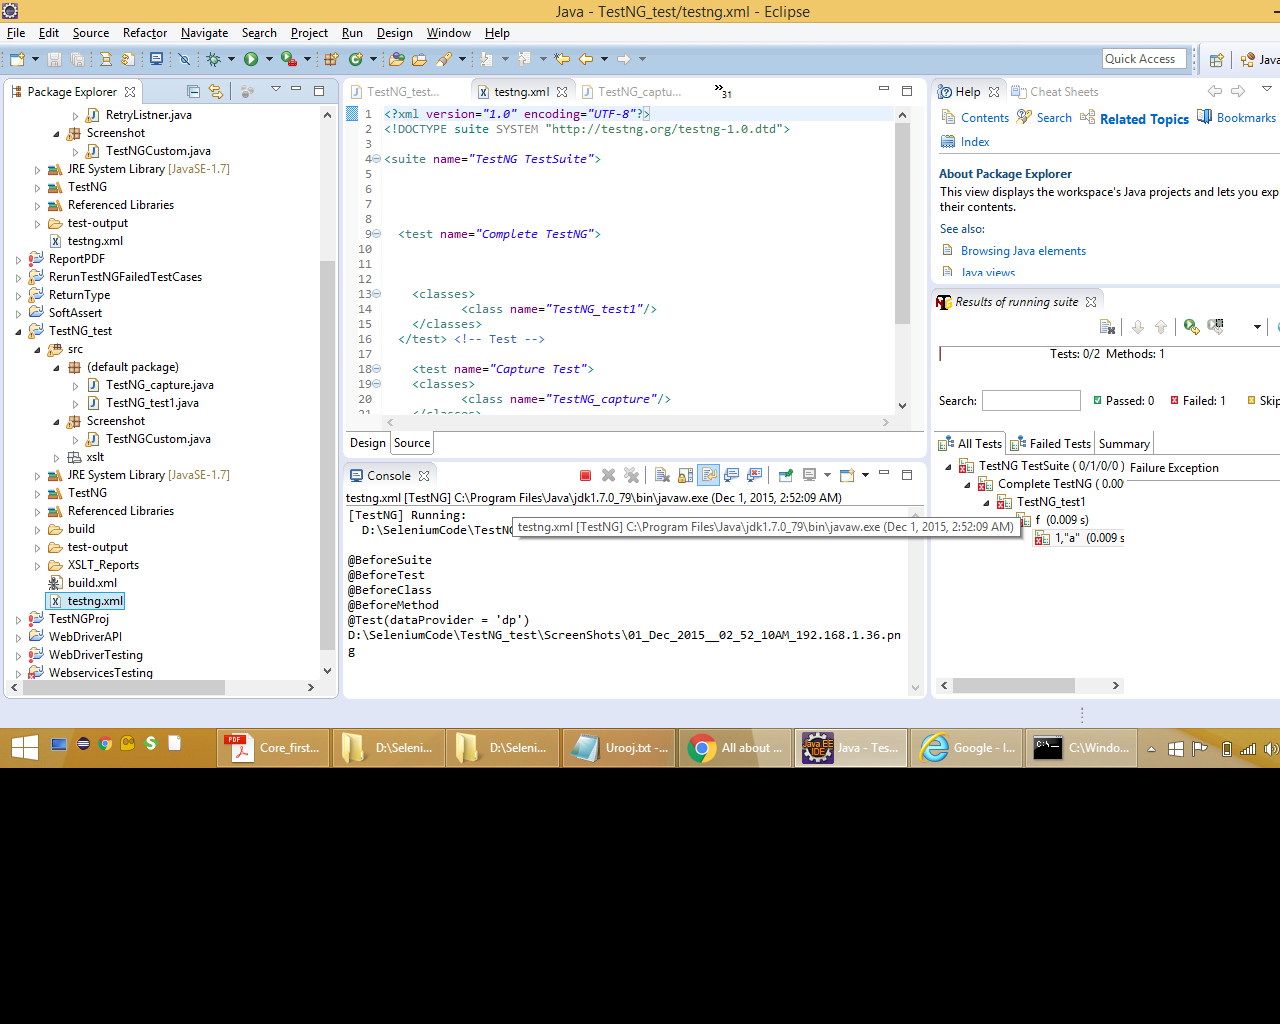 Java - TestNG_test/testng.xml - Eclipse
File Edit Source Refactor Navigate Search Project Run Design Window Help
Quick Access
Java
Package Explorer
RetryListner.java
Screenshot
TestNGCustom.java
JRE System Library [JavaSE-1.7]
TestNG
Referenced Libraries
test-output
testng.xml
ReportPDF
RerunTestNGFailedTestCases
ReturnType
SoftAssert
TestNG_test
src
(default package)
TestNG_capture.java
TestNG_test1.java
Screenshot
TestNGCustom.java
xslt
JRE System Library [JavaSE-1.7]
TestNG
Referenced Libraries
build
test-output
XSLT_Reports
build.xml
testng.xml
TestNGProj
WebDriverAPI
WebDriverTesting
WebservicesTesting
TestNG_test... testng.xml TestNG_captu... »31
1 <?xml version="1.0" encoding="UTF-8"?>
2 <!DOCTYPE suite SYSTEM "http://testng.org/testng-1.0.dtd">
3
4 <suite name="TestNG TestSuite">
5
6
7
8
9 <test name="Complete TestNG">
10
11
12
13 <classes>
14 <class name="TestNG_test1"/>
15 </classes>
16 </test> <!-- Test -->
17
18 <test name="Capture Test">
19 <classes>
20 <class name="TestNG_capture"/>
21 </classes>
Design Source
Console
testng.xml [TestNG] C:\Program Files\Java\jdk1.7.0_79\bin\javaw.exe (Dec 1, 2015, 2:52:09 AM)
[TestNG] Running:
D:\SeleniumCode\TestNG
testng.xml [TestNG] C:\Program Files\Java\jdk1.7.0_79\bin\javaw.exe (Dec 1, 2015, 2:52:09 AM)
@BeforeSuite
@BeforeTest
@BeforeClass
@BeforeMethod
@Test(dataProvider = 'dp')
D:\SeleniumCode\TestNG_test\ScreenShots\01_Dec_2015__02_52_10AM_192.168.1.36.pn
g
Help Cheat Sheets
Contents Search Related Topics Bookmarks
Index
About Package Explorer
This view displays the workspace's Java projects and lets you exp
their contents.
See also:
Browsing Java elements
Java views
Results of running suite
Tests: 0/2 Methods: 1
Search: Passed: 0 Failed: 1 Skip
All Tests Failed Tests Summary
TestNG TestSuite ( 0/1/0/0 ) Failure Exception
Complete TestNG ( 0.00
TestNG_test1
f (0.009 s)
1,"a" (0.009 s
Core_first... D:\Seleni... D:\Seleni... Urooj.txt -... All about ... Java - Tes... Google - I... C:\Windo...